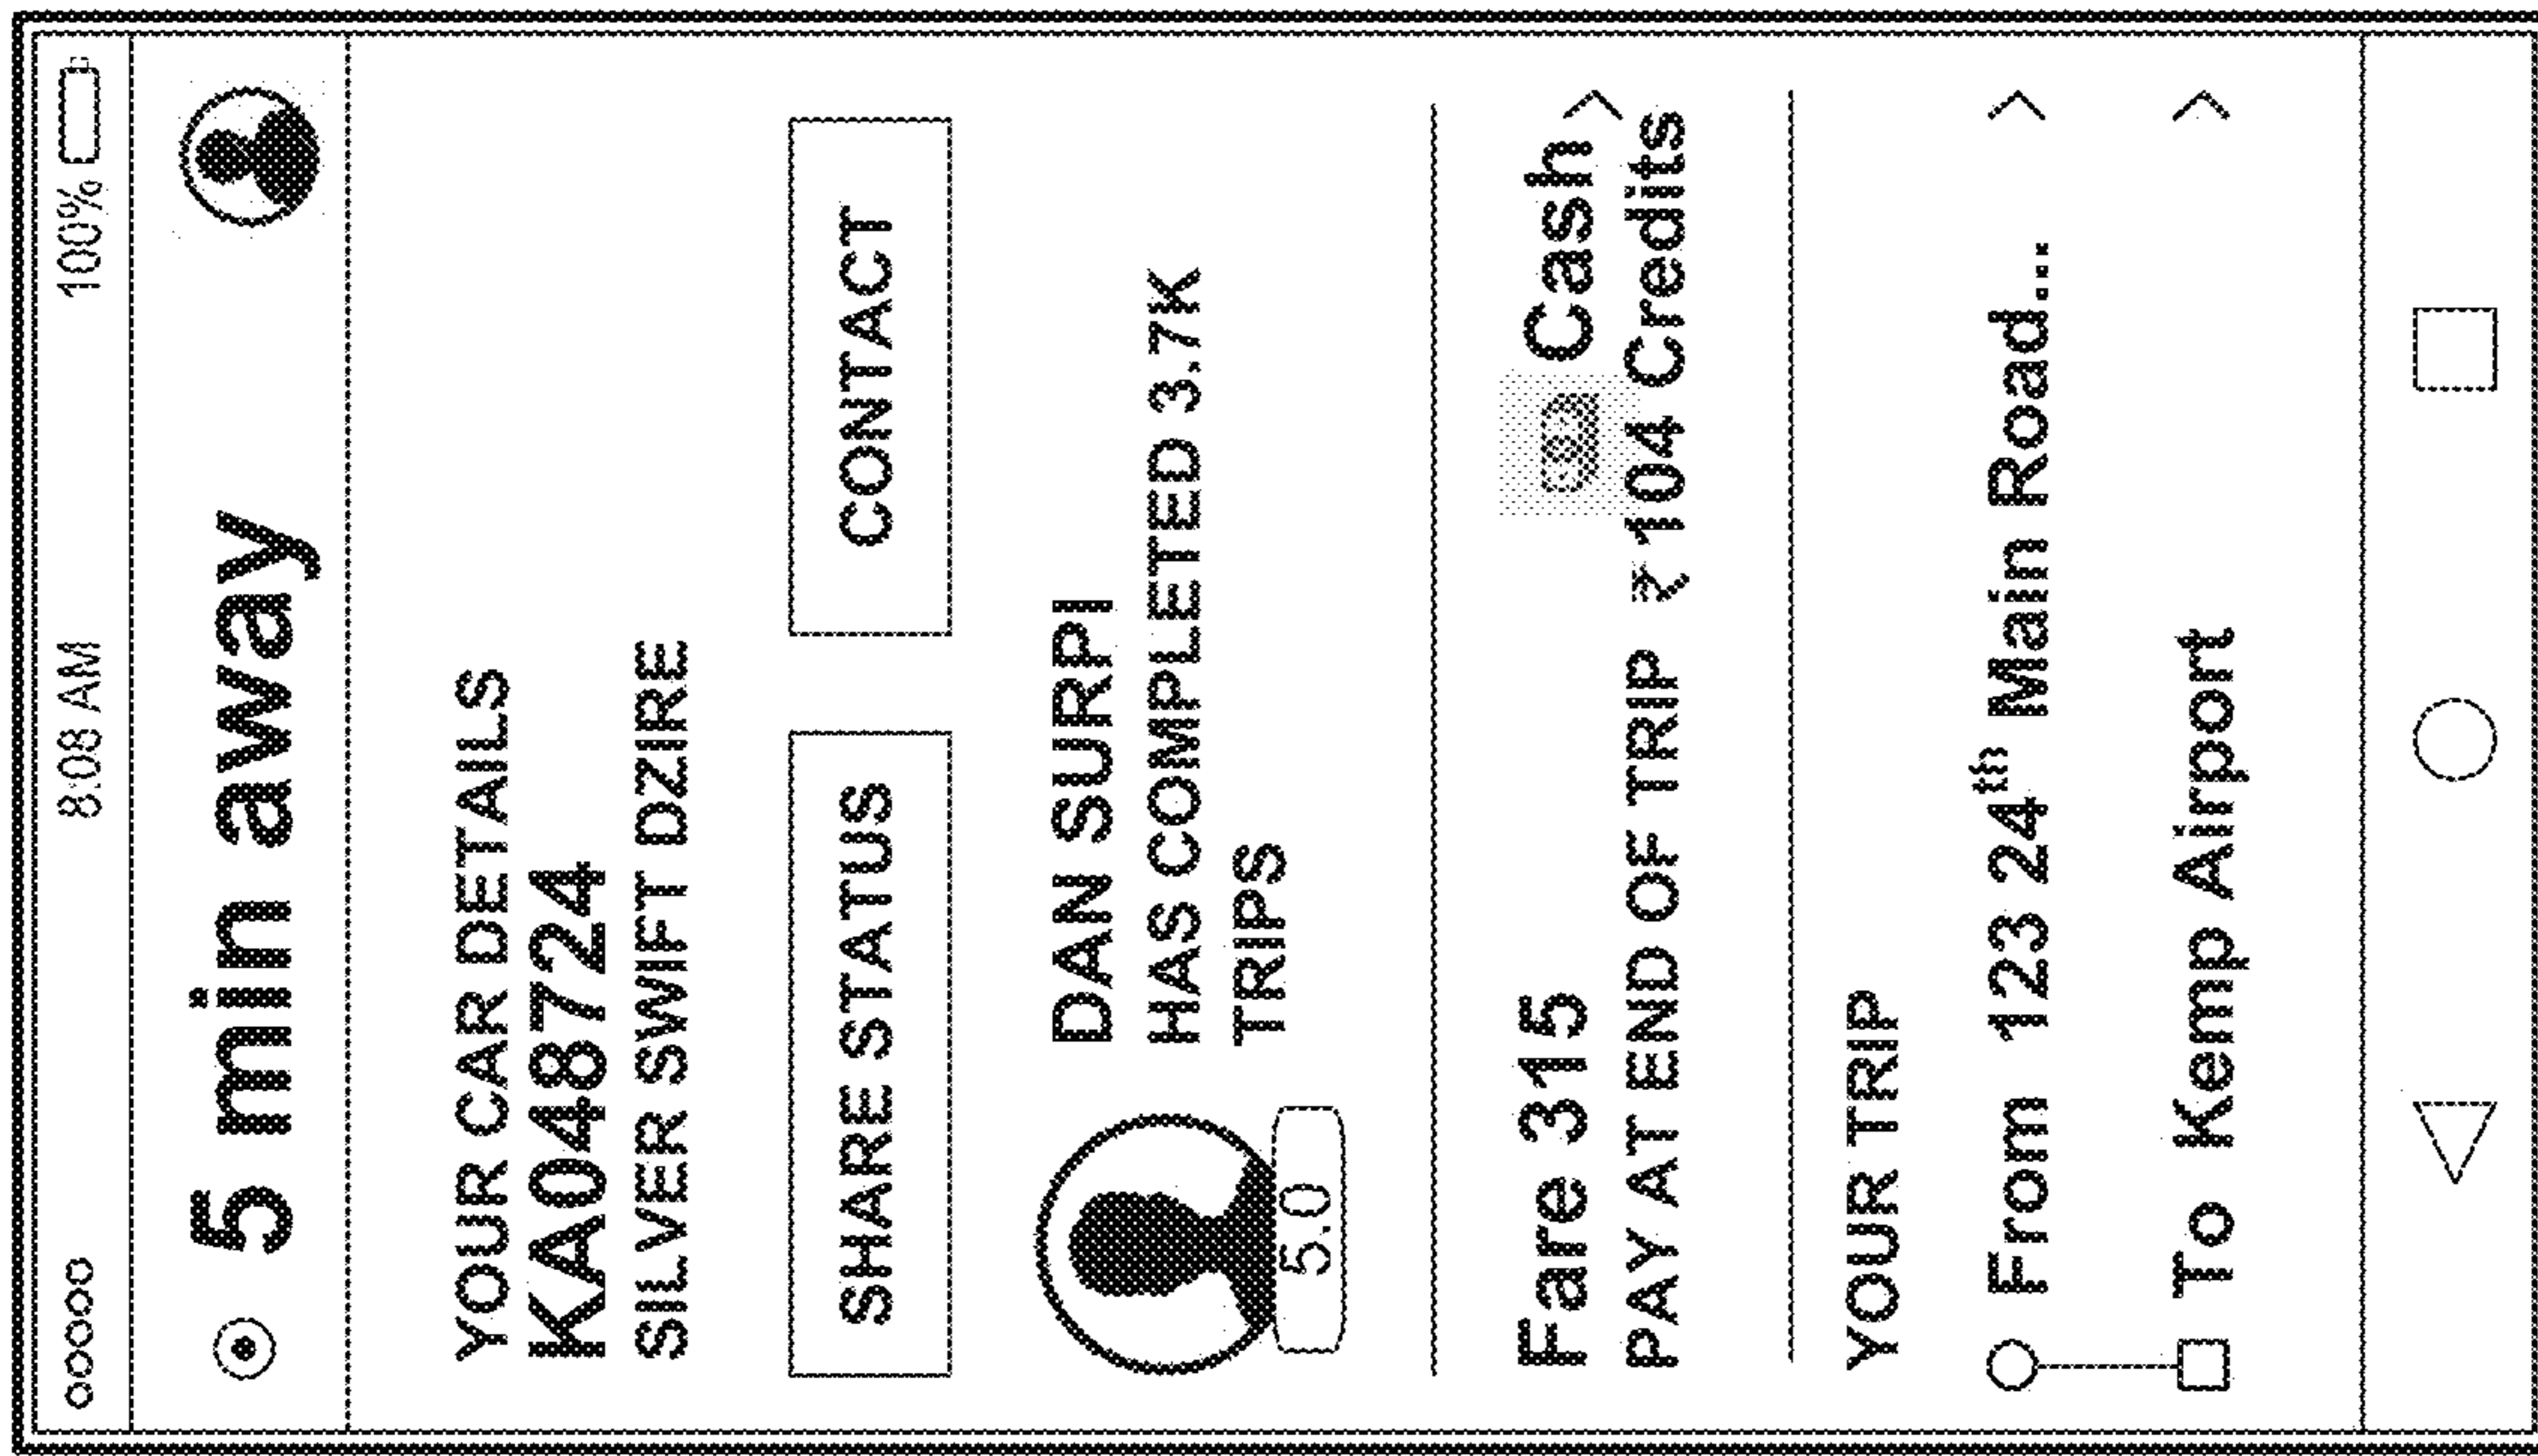 8:08 AM 100%
5 min away
YOUR CAR DETAILS
KA048724
SILVER SWIFT DZIRE
SHARE STATUS CONTACT
DAN SURPI
HAS COMPLETED 3.7K
TRIPS
5.0
Fare 315 Cash
PAY AT END OF TRIP ₹104 Credits
YOUR TRIP
From 123 24th Main Road...
To Kemp Airport